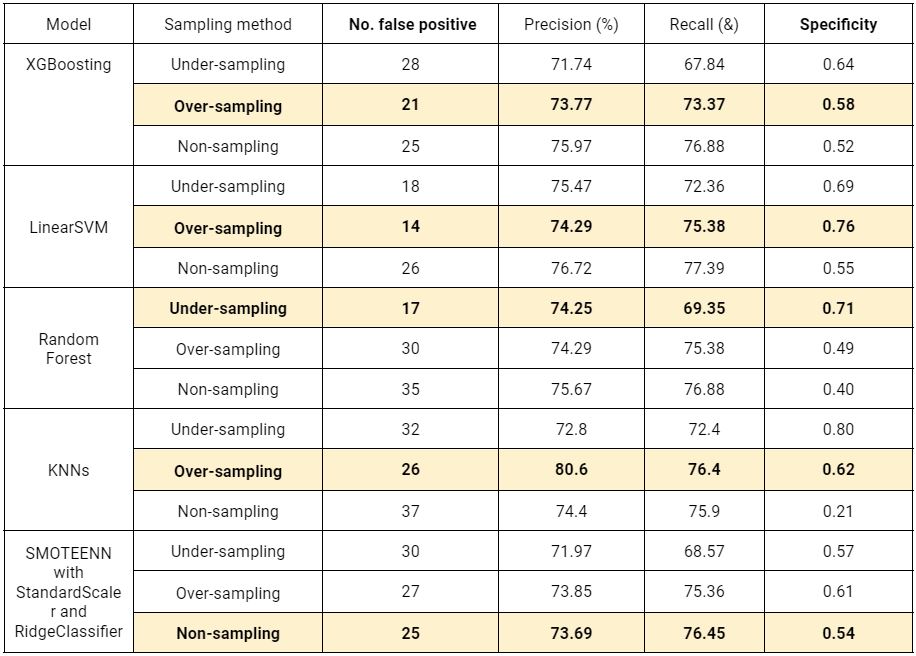 Model Sampling method No. false positive Precision (%) Recall (&) Specificity
XGBoosting Under-sampling 28 71.74 67.84 0.64
Over-sampling 21 73.77 73.37 0.58
Non-sampling 25 75.97 76.88 0.52
Under-sampling 18 75.47 72.36 0.69
LinearSVM Over-sampling 14 74.29 75.38 0.76
Non-sampling 26 76.72 77.39 0.55
Under-sampling 17 74.25 69.35 0.71
Random
Forest
Over-sampling 30 74.29 75.38 0.49
Non-sampling 35 75.67 76.88 0.40
Under-sampling 32 72.8 72.4 0.80
KNNs Over-sampling 26 80.6 76.4 0.62
Non-sampling 37 74.4 75.9 0.21
SMOTEENN
with
StandardScale
r and
RidgeClassifier
Under-sampling 30 71.97 68.57 0.57
Over-sampling 27 73.85 75.36 0.61
Non-sampling 25 73.69 76.45 0.54